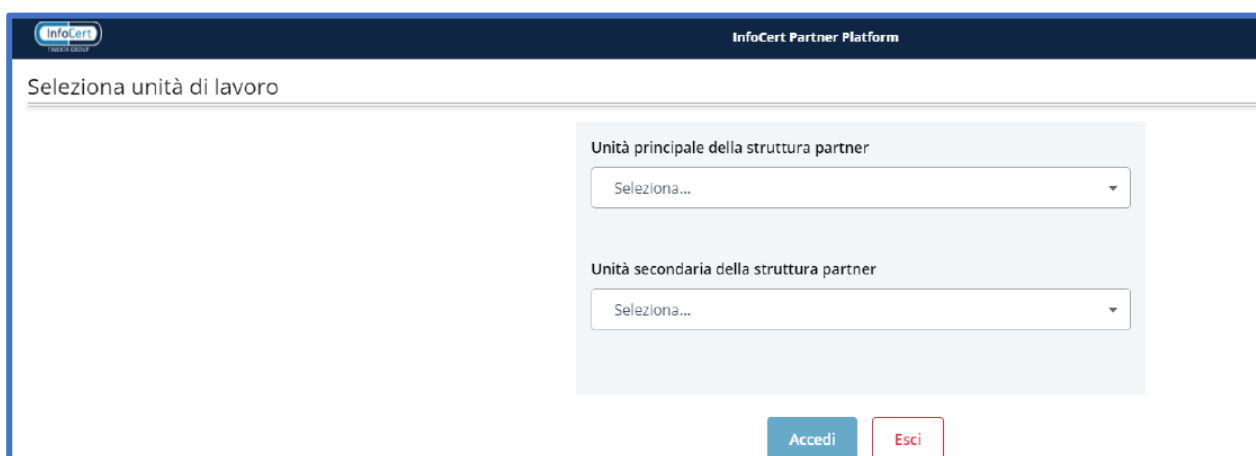 InfoCert
TINEXTA GROUP
InfoCert Partner Platform
Seleziona unità di lavoro
Unità principale della struttura partner
Seleziona...
Unità secondaria della struttura partner
Seleziona...
Accedi
Esci